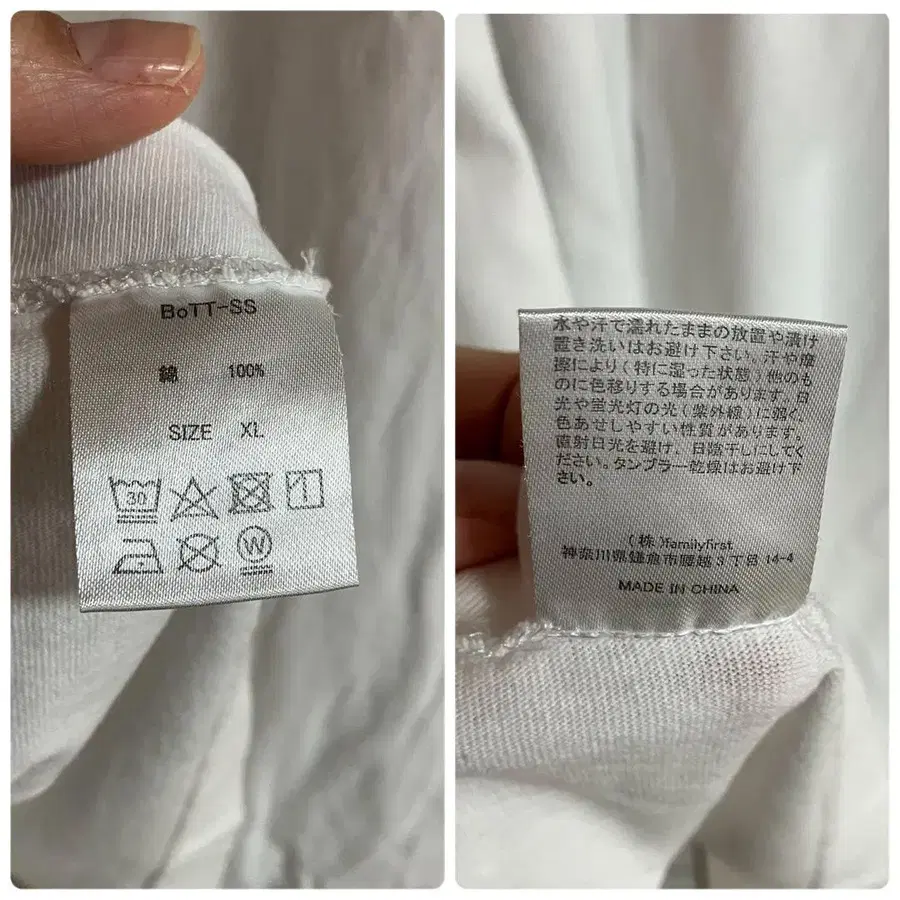 BoTT-SS
綿 100%
SIZE XL
30
W
水や汗で濡れたままの放置や漬け
置き洗いはお避け下さい。汗や摩
擦により(特に湿った状態)他のも
のに色移りする場合があります。日
光や蛍光灯の光(紫外線)に弱く、
色あせしやすい性質があります。
直射日光を避け、日陰干しにしてく
ださい。タンブラー乾燥はお避け下
さい。
(株)familyfirst
神奈川県鎌倉市腰越3丁目14-4
MADE IN CHINA